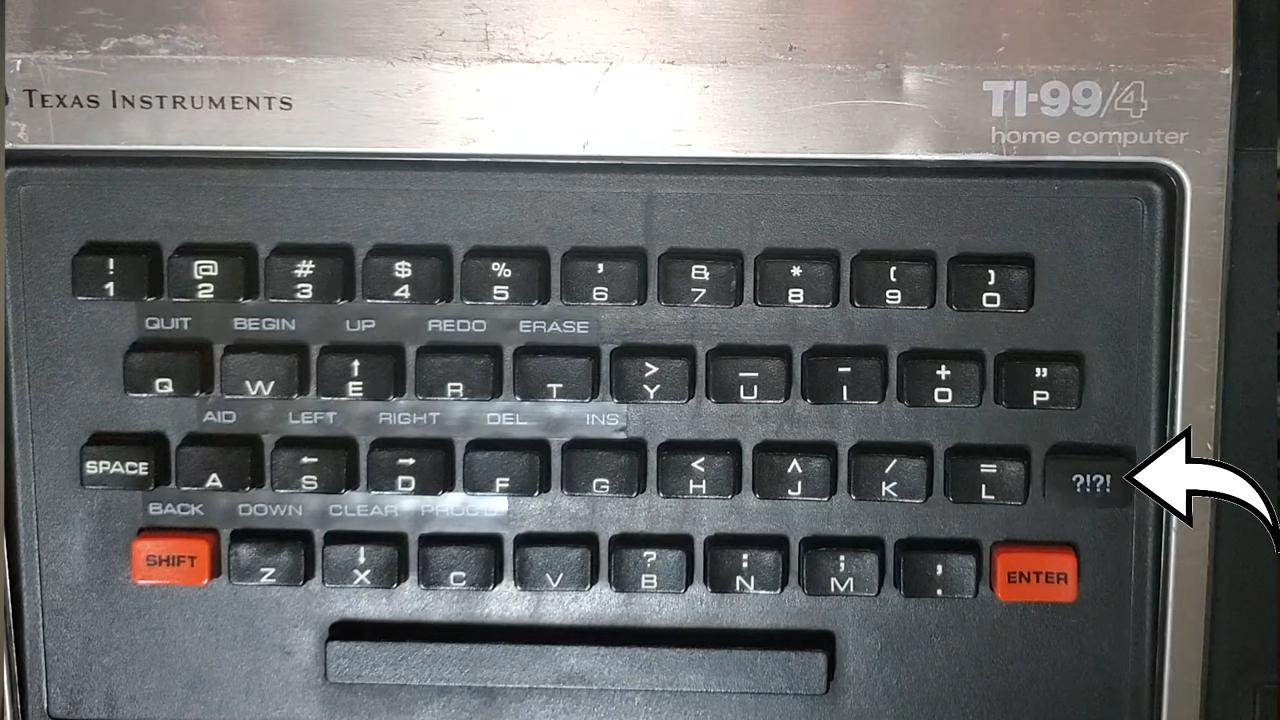 TEXAS INSTRUMENTS
TI-99/4
home computer
! @ # $ % ' & * ( )
1 2 3 4 5 6 7 8 9 0
QUIT BEGIN UP REDO ERASE
↑ > _ - + "
Q W E R T Y U I O P
AID LEFT RIGHT DEL INS
← → < ^ / =
SPACE A S D F G H J K L ?!?!
BACK DOWN CLEAR PROC'D
↓ ? : ; ,
SHIFT Z X C V B N M . ENTER